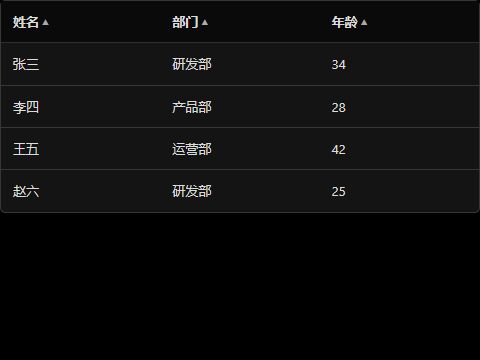 姓名▲ 部门▲ 年龄▲
张三 研发部 34
李四 产品部 28
王五 运营部 42
赵六 研发部 25